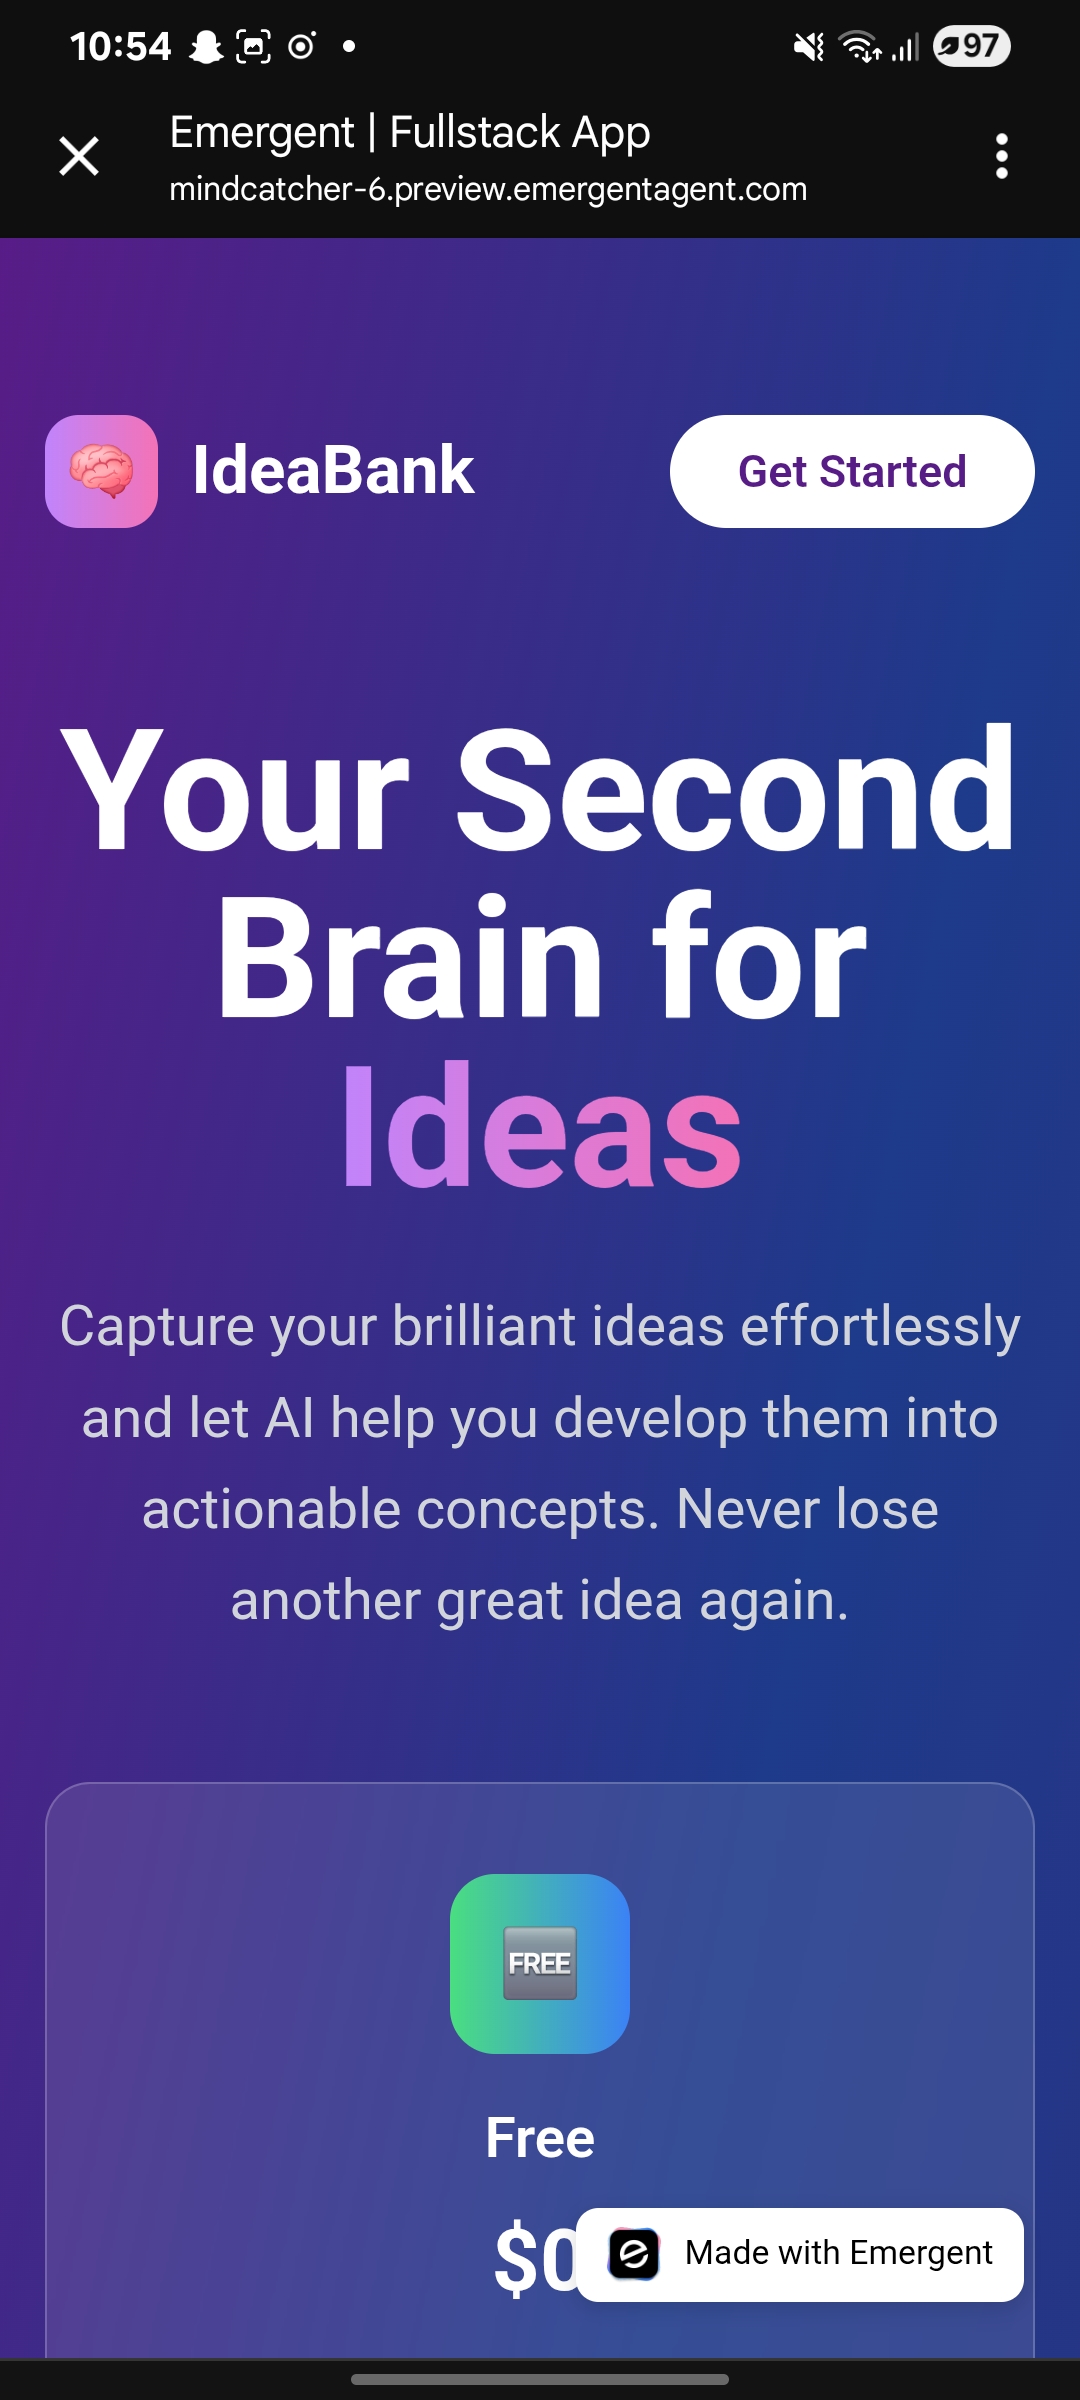 10:54
97
Emergent | Fullstack App
mindcatcher-6.preview.emergentagent.com
IdeaBank
Get Started
Your Second
Brain for
Ideas
Capture your brilliant ideas effortlessly
and let AI help you develop them into
actionable concepts. Never lose
another great idea again.
FREE
Free
$0
Made with Emergent